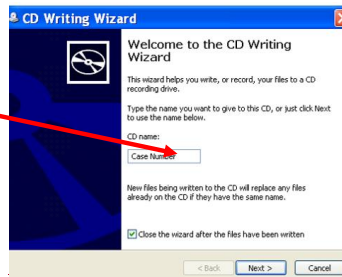 CD Writing Wizard
Welcome to the CD Writing
Wizard
This wizard helps you write, or record, your files to a CD
recording drive.
Type the name you want to give to this CD, or just click Next
to use the name below.
CD name:
Case Number
New files being written to the CD will replace any files
already on the CD if they have the same name.
Close the wizard after the files have been written
< Back Next > Cancel